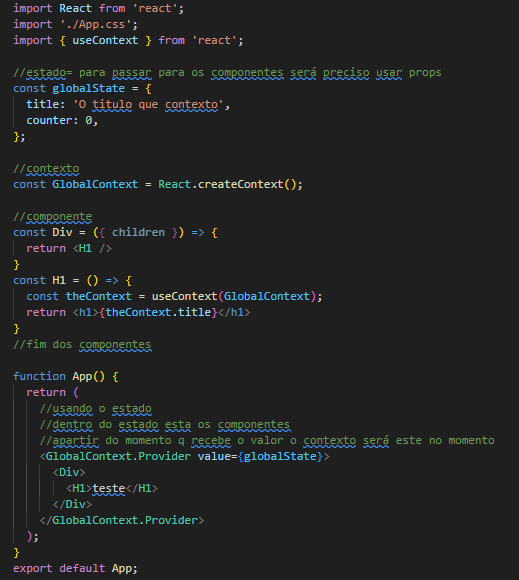 import React from 'react';
import './App.css';
import { useContext } from 'react';
//estado= para passar para os componentes será preciso usar props
const globalState = {
title: 'O titulo que contexto',
counter: 0,
};
//contexto
const GlobalContext = React.createContext();
//componente
const Div = ({ children }) => {
return <H1 />
}
const H1 = () => {
const theContext = useContext(GlobalContext);
return <h1>{theContext.title}</h1>
}
//fim dos componentes
function App() {
return (
//usando o estado
//dentro do estado esta os componentes
//apartir do momento q recebe o valor o contexto será este no momento
<GlobalContext.Provider value={globalState}>
<Div>
<H1>teste</H1>
</Div>
</GlobalContext.Provider>
);
}
export default App;